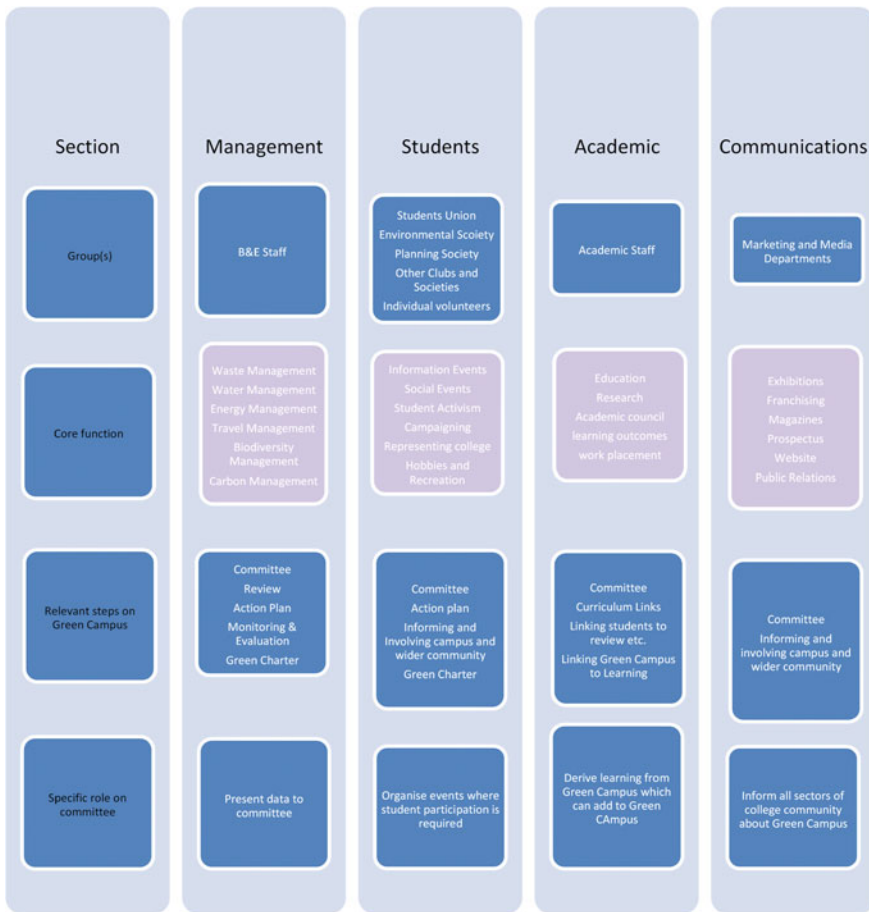 Section
Group(s)
Core function
Relevant steps on
Green Campus
Specific role on
committee
Management
B&E Staff
Waste Management
Water Management
Energy Management
Travel Management
Biodiversity
Management
Carbon Management
Committee
Review
Action Plan
Monitoring &
Evaluation
Green Charter
Present data to
committee
Students
Students Union
Environmental Scoiety
Planning Society
Other Clubs and
Societies
Individual volunteers
Information Events
Social Events
Student Activism
Campaigning
Representing college
Hobbies and
Recreation
Committee
Action plan
Informing and
Involving campus and
wider community
Green Charter
Organise events where
student participation is
required
Academic
Academic Staff
Education
Research
Academic council
learning outcomes
work placement
Committee
Curriculum Links
Linking students to
review etc.
Linking Green Campus
to Learning
Derive learning from
Green Campus which
can add to Green
CAmpus
Communications
Marketing and Media
Departments
Exhibitions
Franchising
Magazines
Prospectus
Website
Public Relations
Committee
Informing and
involving campus and
wider community
Inform all sectors of
college community
about Green Campus